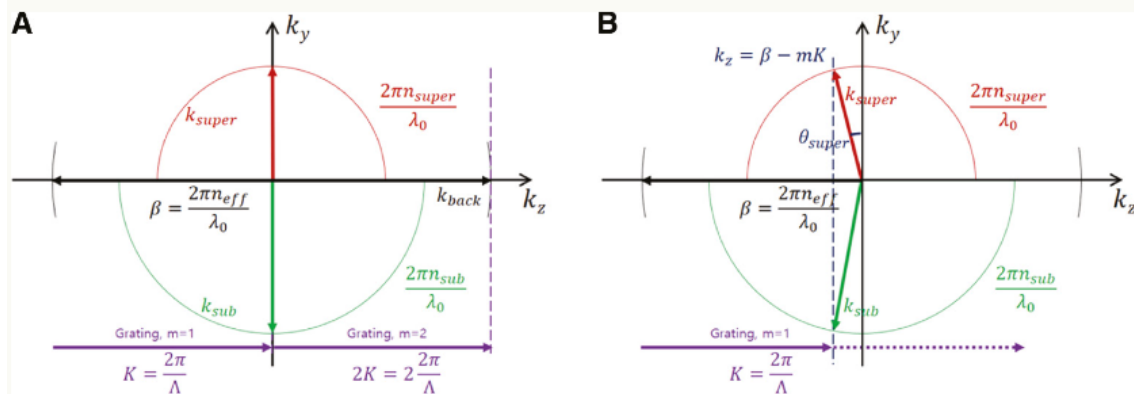 A
k_y
k_super
2πn_super/λ_0
β = 2πn_eff/λ_0
k_back
k_z
k_sub
2πn_sub/λ_0
Grating, m=1
Grating, m=2
K = 2π/Λ
2K = 2 2π/Λ
B
k_y
k_z = β − mK
k_super
2πn_super/λ_0
θ_super
β = 2πn_eff/λ_0
k_z
k_sub
2πn_sub/λ_0
Grating, m=1
K = 2π/Λ